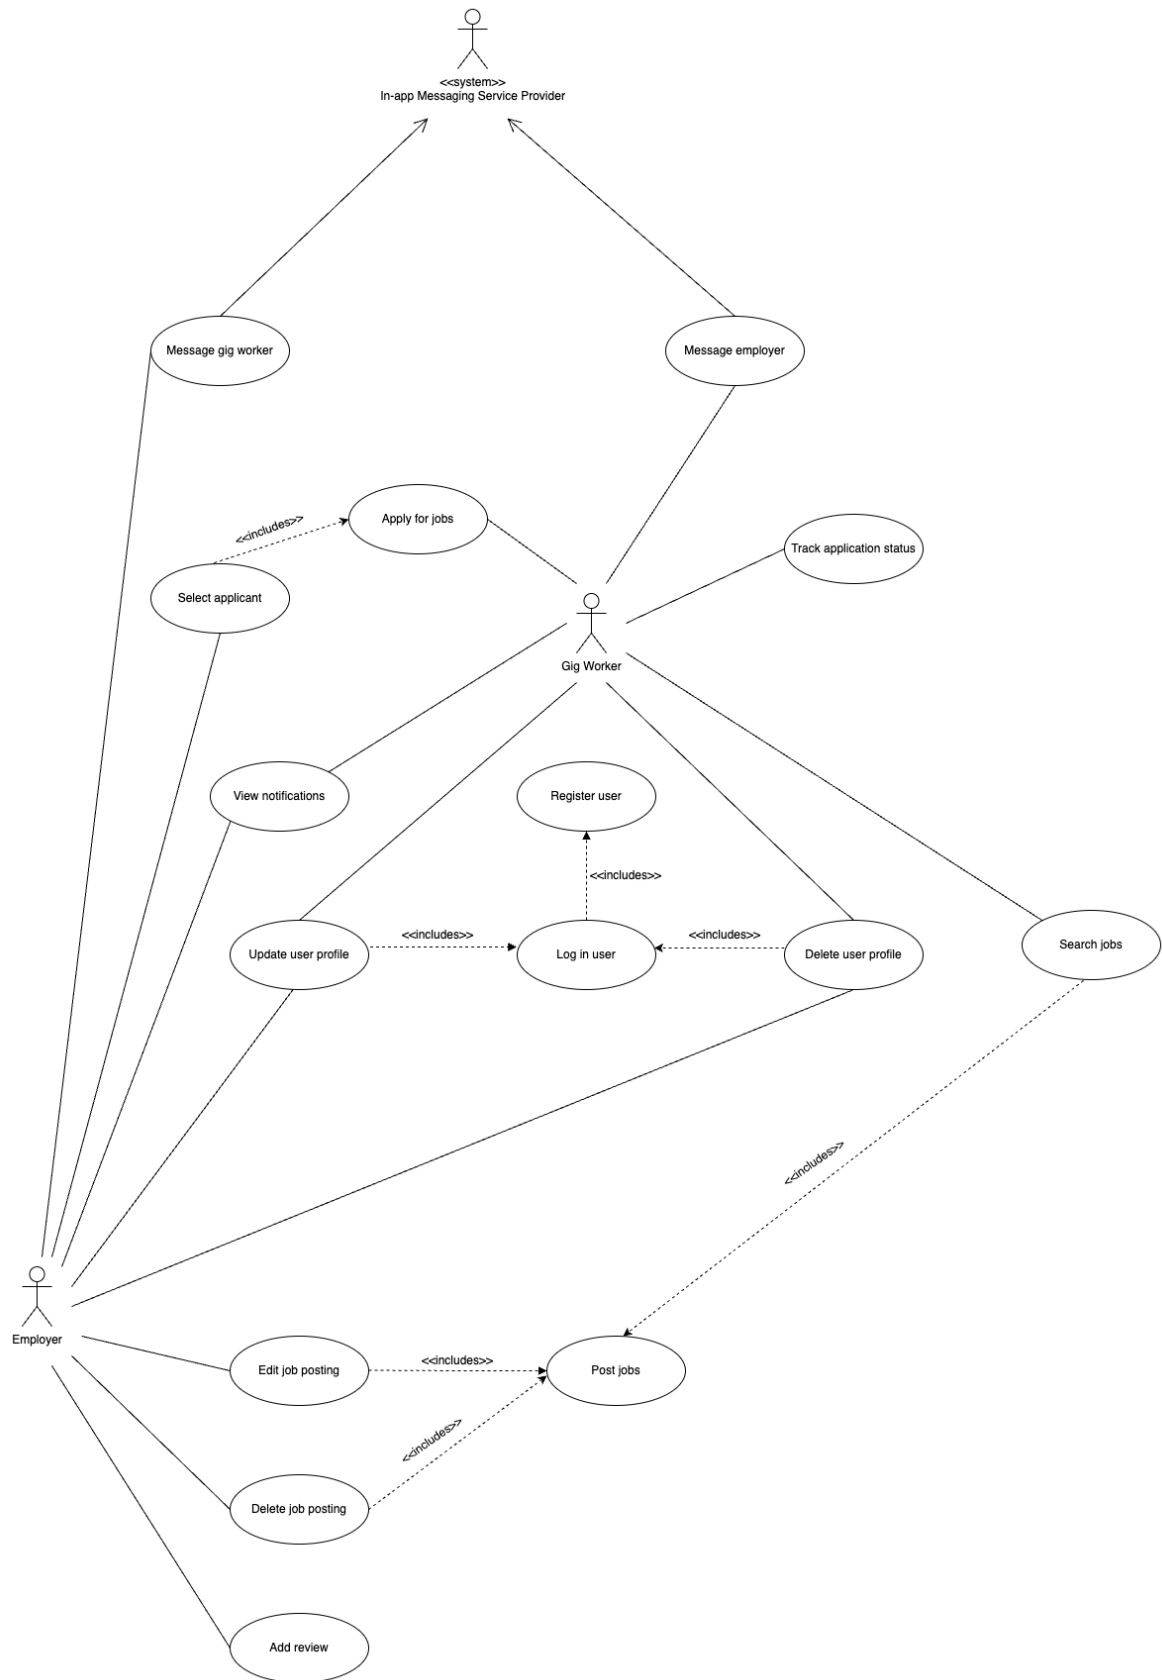 <<system>>
In-app Messaging Service Provider
Message gig worker
Message employer
<<includes>>
Apply for jobs
Track application status
Select applicant
Gig Worker
View notifications
Register user
<<includes>>
Update user profile
<<includes>>
Log in user
<<includes>>
Delete user profile
Search jobs
<<includes>>
Employer
Edit job posting
<<includes>>
Post jobs
<<includes>>
Delete job posting
Add review